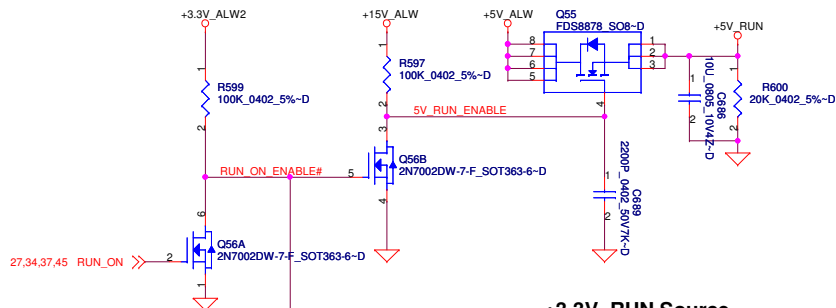 +3.3V_ALW2
+15V_ALW
+5V_ALW
Q55
FDS8878_SO8~D
+5V_RUN
1
R599
100K_0402_5%~D
2
1
R597
100K_0402_5%~D
2
8
7
6
5
1
2
3
4
1
2
10U_0805_10V4Z~D
C686
1
R600
20K_0402_5%~D
2
5V_RUN_ENABLE
3
Q56B
2N7002DW-7-F_SOT363-6~D
5
4
RUN_ON_ENABLE#
1
2
2200P_0402_50V7K~D
C689
6
Q56A
2N7002DW-7-F_SOT363-6~D
27,34,37,45 RUN_ON
2
1
+3.3V_RUN Source